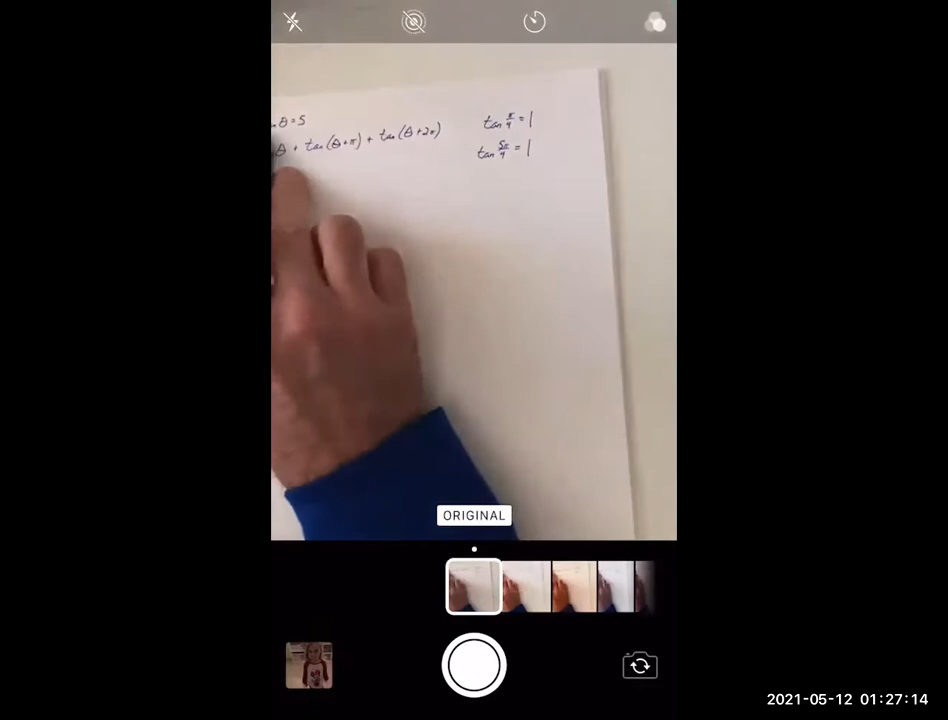 θ = 5
θ + tan(θ+π) + tan(θ+2π)
tan π/4 = 1
tan 5π/4 = 1
ORIGINAL
2021-05-12 01:27:14